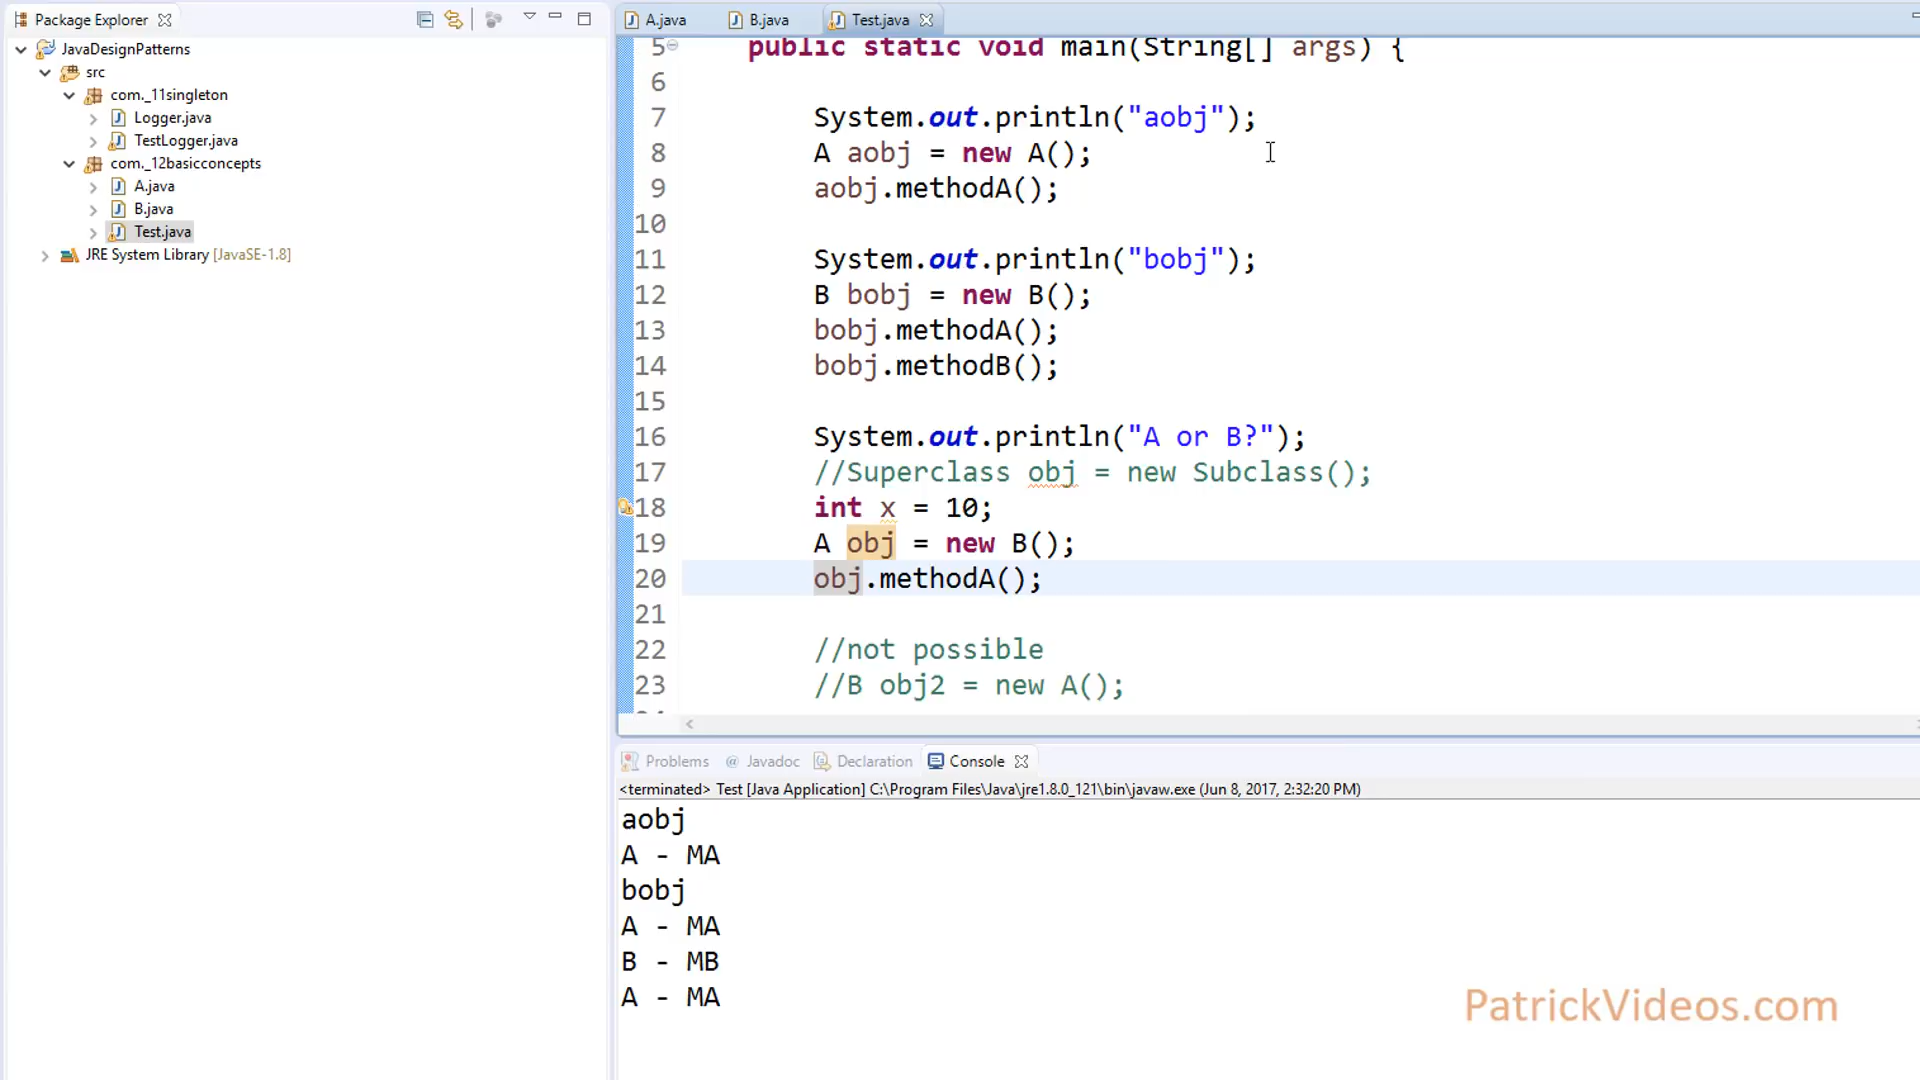 Package Explorer
JavaDesignPatterns
src
com._11singleton
Logger.java
TestLogger.java
com._12basicconcepts
A.java
B.java
Test.java
JRE System Library [JavaSE-1.8]
A.java B.java Test.java
5 public static void main(String[] args) {
6
7 System.out.println("aobj");
8 A aobj = new A();
9 aobj.methodA();
10
11 System.out.println("bobj");
12 B bobj = new B();
13 bobj.methodA();
14 bobj.methodB();
15
16 System.out.println("A or B?");
17 //Superclass obj = new Subclass();
18 int x = 10;
19 A obj = new B();
20 obj.methodA();
21
22 //not possible
23 //B obj2 = new A();
Problems @ Javadoc Declaration Console
<terminated> Test [Java Application] C:\Program Files\Java\jre1.8.0_121\bin\javaw.exe (Jun 8, 2017, 2:32:20 PM)
aobj
A - MA
bobj
A - MA
B - MB
A - MA
PatrickVideos.com